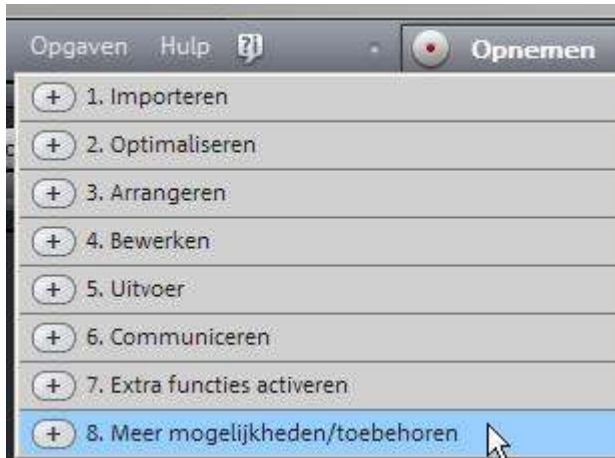 Opgaven Hulp Opnemen
1. Importeren
2. Optimaliseren
3. Arrangeren
4. Bewerken
5. Uitvoer
6. Communiceren
7. Extra functies activeren
8. Meer mogelijkheden/toebehoren